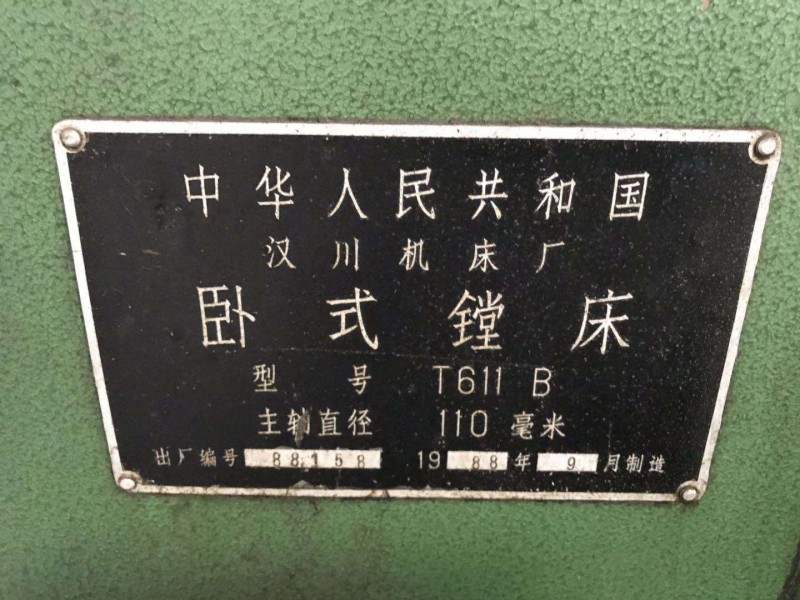 中华人民共和国
汉川机床厂
卧式镗床
型号 T611 B
主轴直径 110 毫米
出厂编号 88158 1988年9月制造